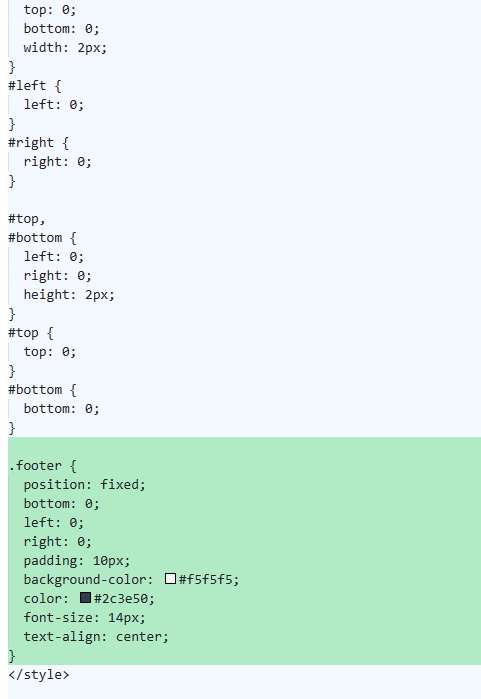 top: 0;
bottom: 0;
width: 2px;
}
#left {
left: 0;
}
#right {
right: 0;
}
#top,
#bottom {
left: 0;
right: 0;
height: 2px;
}
#top {
top: 0;
}
#bottom {
bottom: 0;
}
.footer {
position: fixed;
bottom: 0;
left: 0;
right: 0;
padding: 10px;
background-color: #f5f5f5;
color: #2c3e50;
font-size: 14px;
text-align: center;
}
</style>